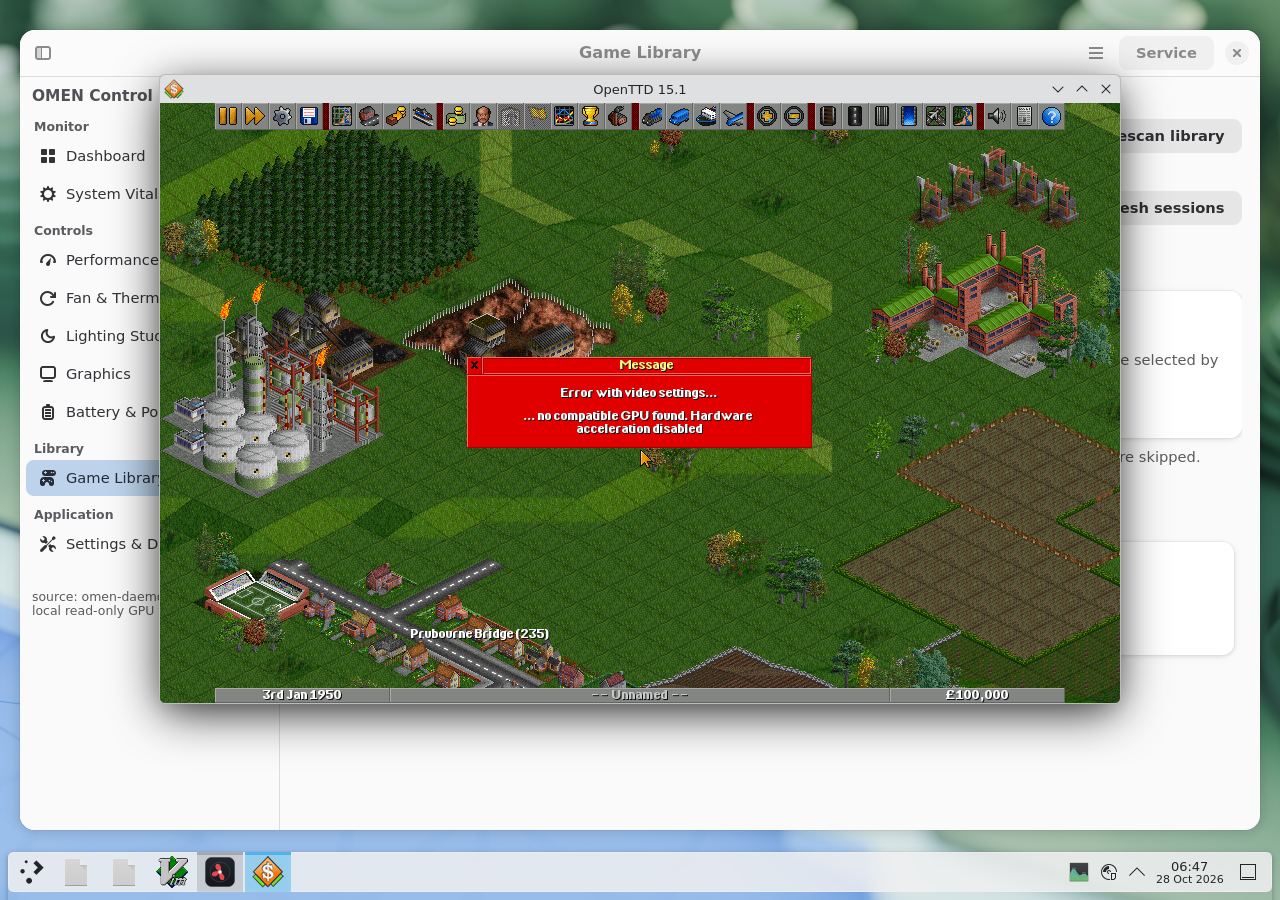 Game Library
Service
OMEN Control
Monitor
Dashboard
System Vital
Controls
Performance
Fan & Therm
Lighting Stud
Graphics
Battery & Po
Library
Game Library
Application
Settings & D
source: omen-daem
local read-only GPU
escan library
esh sessions
e selected by
re skipped.
OpenTTD 15.1
Message
Error with video settings...
... no compatible GPU found. Hardware
acceleration disabled
Prubourne Bridge (235)
3rd Jan 1950
-- Unnamed --
£100,000
06:47
28 Oct 2026